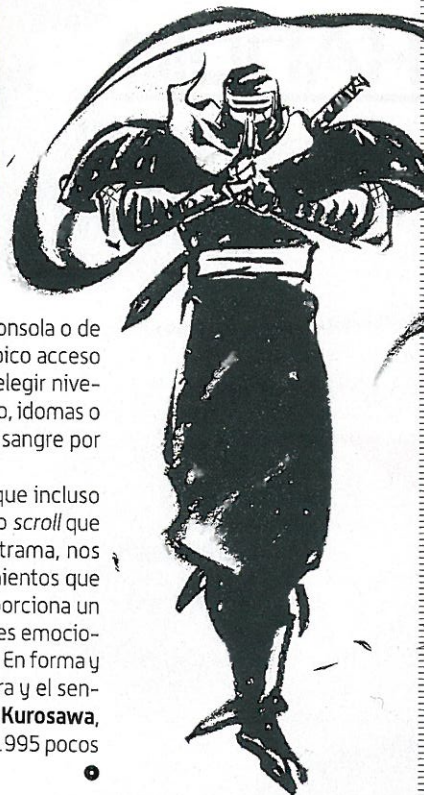 onsola o de
pico acceso
elegir nive-
o, idomas o
sangre por
que incluso
o scroll que
trama, nos
mientos que
porciona un
es emocio-
En forma y
ra y el sen-
Kurosawa,
1995 pocos